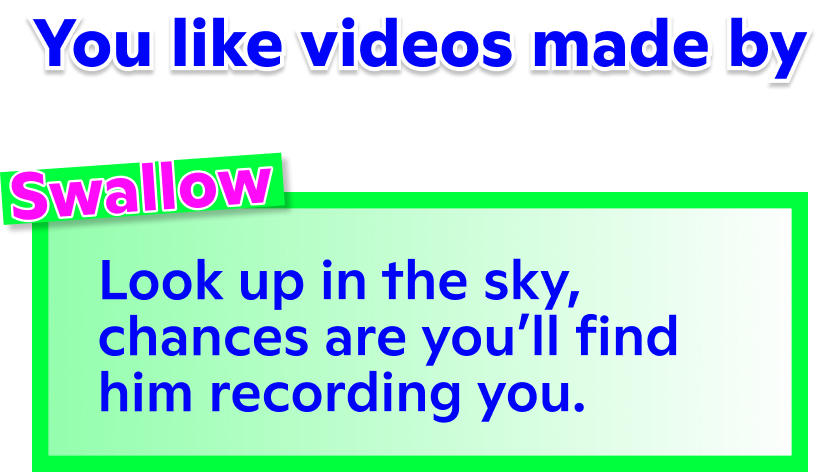 You like videos made by
Swallow
Look up in the sky,
chances are you’ll find
him recording you.